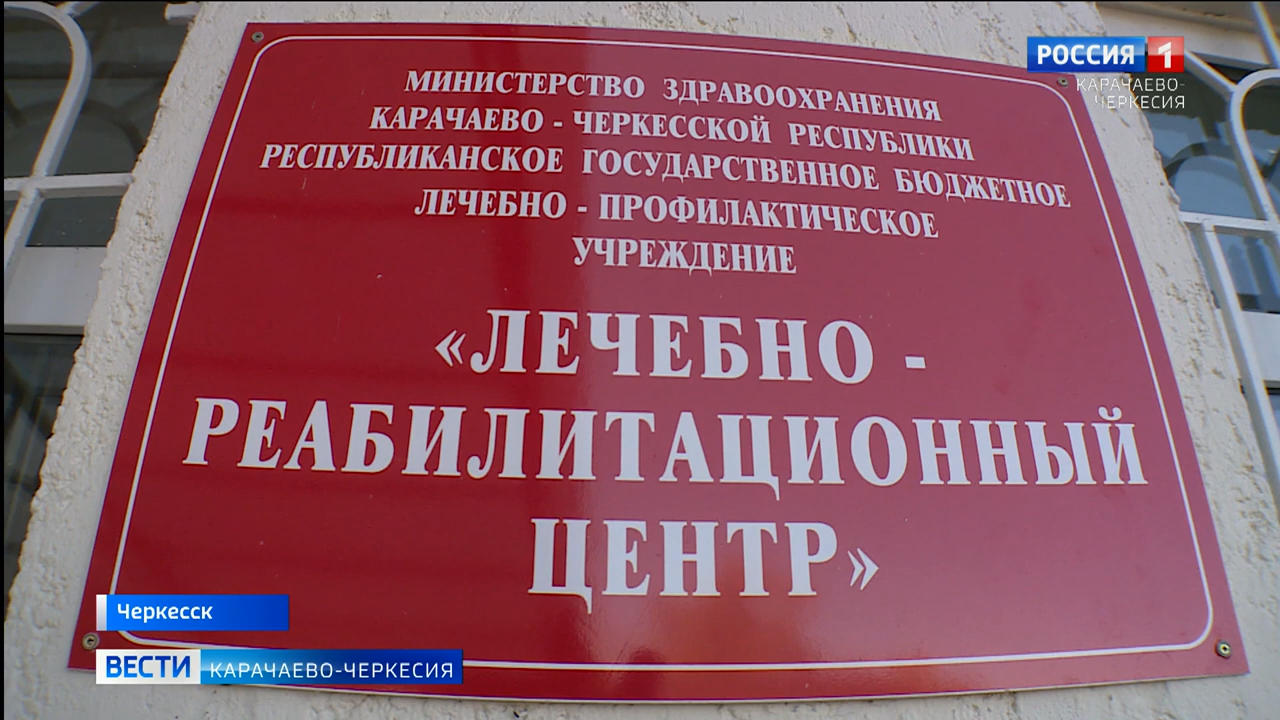 РОССИЯ 1
КАРАЧАЕВО-
ЧЕРКЕСИЯ
МИНИСТЕРСТВО ЗДРАВООХРАНЕНИЯ
КАРАЧАЕВО - ЧЕРКЕССКОЙ РЕСПУБЛИКИ
РЕСПУБЛИКАНСКОЕ ГОСУДАРСТВЕННОЕ БЮДЖЕТНОЕ
ЛЕЧЕБНО - ПРОФИЛАКТИЧЕСКОЕ
УЧРЕЖДЕНИЕ
«ЛЕЧЕБНО -
РЕАБИЛИТАЦИОННЫЙ
ЦЕНТР»
Черкесск
ВЕСТИ КАРАЧАЕВО-ЧЕРКЕСИЯ